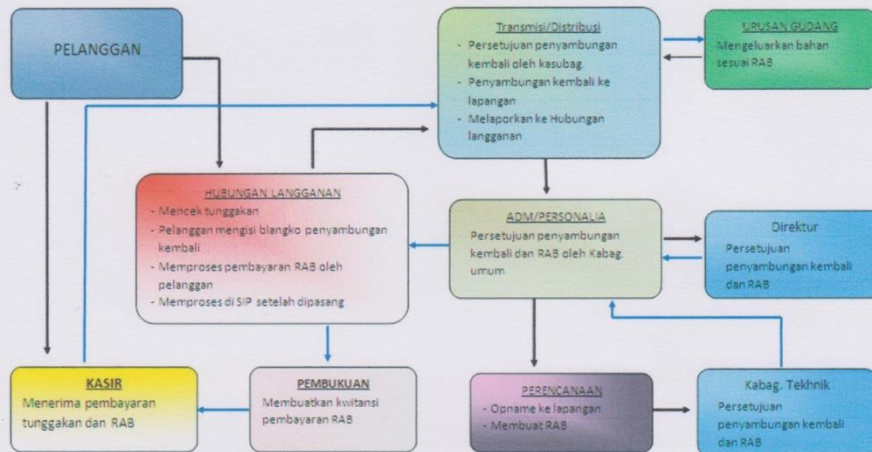 PELANGGAN
Transmisi/Distribusi
- Persetujuan penyambungan
kembali oleh kasubag.
- Penyambungan kembali ke
lapangan
- Melaporkan ke Hubungan
langganan
URUSAN GUDANG
Mengeluarkan bahan
sesuai RAB
HUBUNGAN LANGGANAN
- Mencek tunggakan
- Pelanggan mengisi blangko penyambungan
kembali
- Memproses pembayaran RAB oleh
pelanggan
- Memproses di SIP setelah dipasang
ADM/PERSONALIA
Persetujuan penyambungan
kembali dan RAB oleh Kabag.
umum
Direktur
Persetujuan
penyambungan kembali
dan RAB
KASIR
Menerima pembayaran
tunggakan dan RAB
PEMBUKUAN
Membuatkan kwitansi
pembayaran RAB
PERENCANAAN
- Opname ke lapangan
- Membuat RAB
Kabag. Tekhnik
Persetujuan
penyambungan kembali
dan RAB